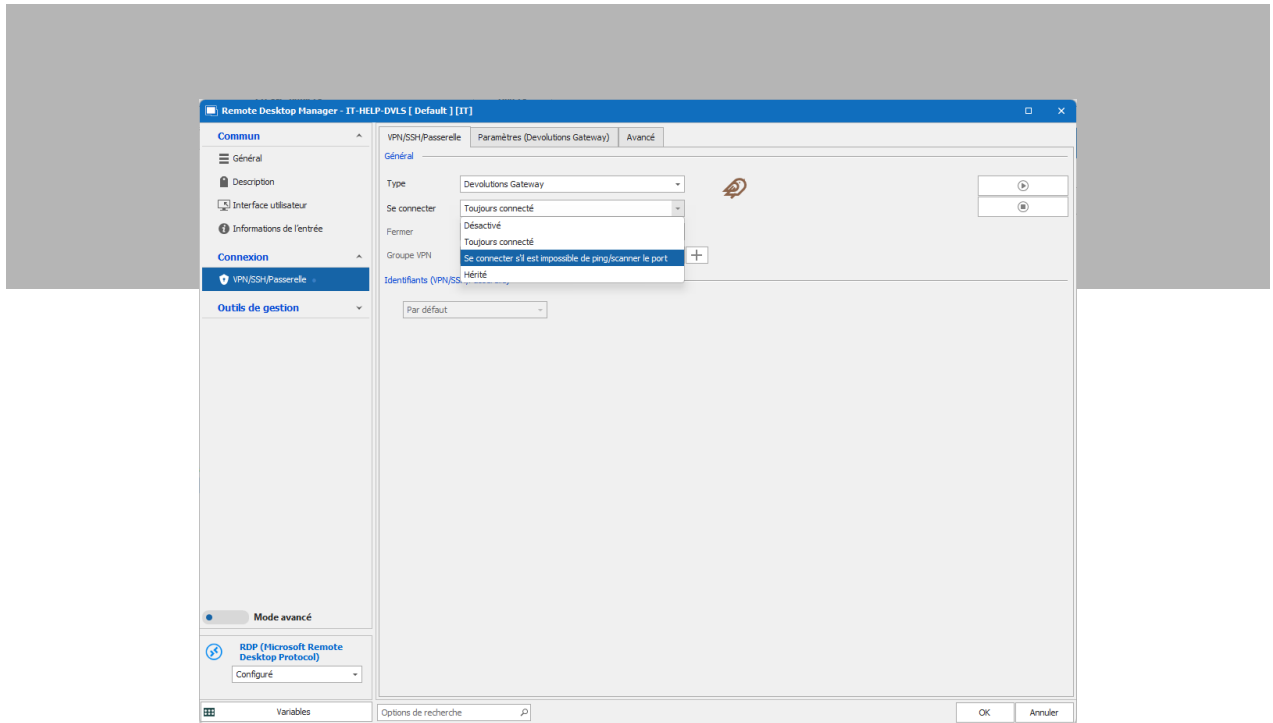 Remote Desktop Manager - IT-HELP-DVLS [ Default ] [IT]
Commun
Général
Description
Interface utilisateur
Informations de l'entrée
Connexion
VPN/SSH/Passerelle
Outils de gestion
Mode avancé
RDP (Microsoft Remote
Desktop Protocol)
Configuré
Variables
VPN/SSH/Passerelle Paramètres (Devolutions Gateway) Avancé
Général
Type Devolutions Gateway
Se connecter Toujours connecté
Désactivé
Fermer
Toujours connecté
Groupe VPN
Se connecter s'il est impossible de ping/scanner le port
Hérité
Identifiants (VPN/SS
Par défaut
Options de recherche
OK Annuler